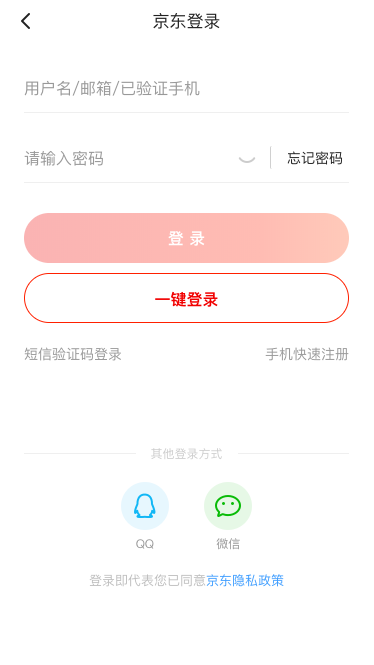 京东登录
用户名/邮箱/已验证手机
请输入密码 忘记密码
登录
一键登录
短信验证码登录 手机快速注册
其他登录方式
QQ 微信
登录即代表您已同意京东隐私政策